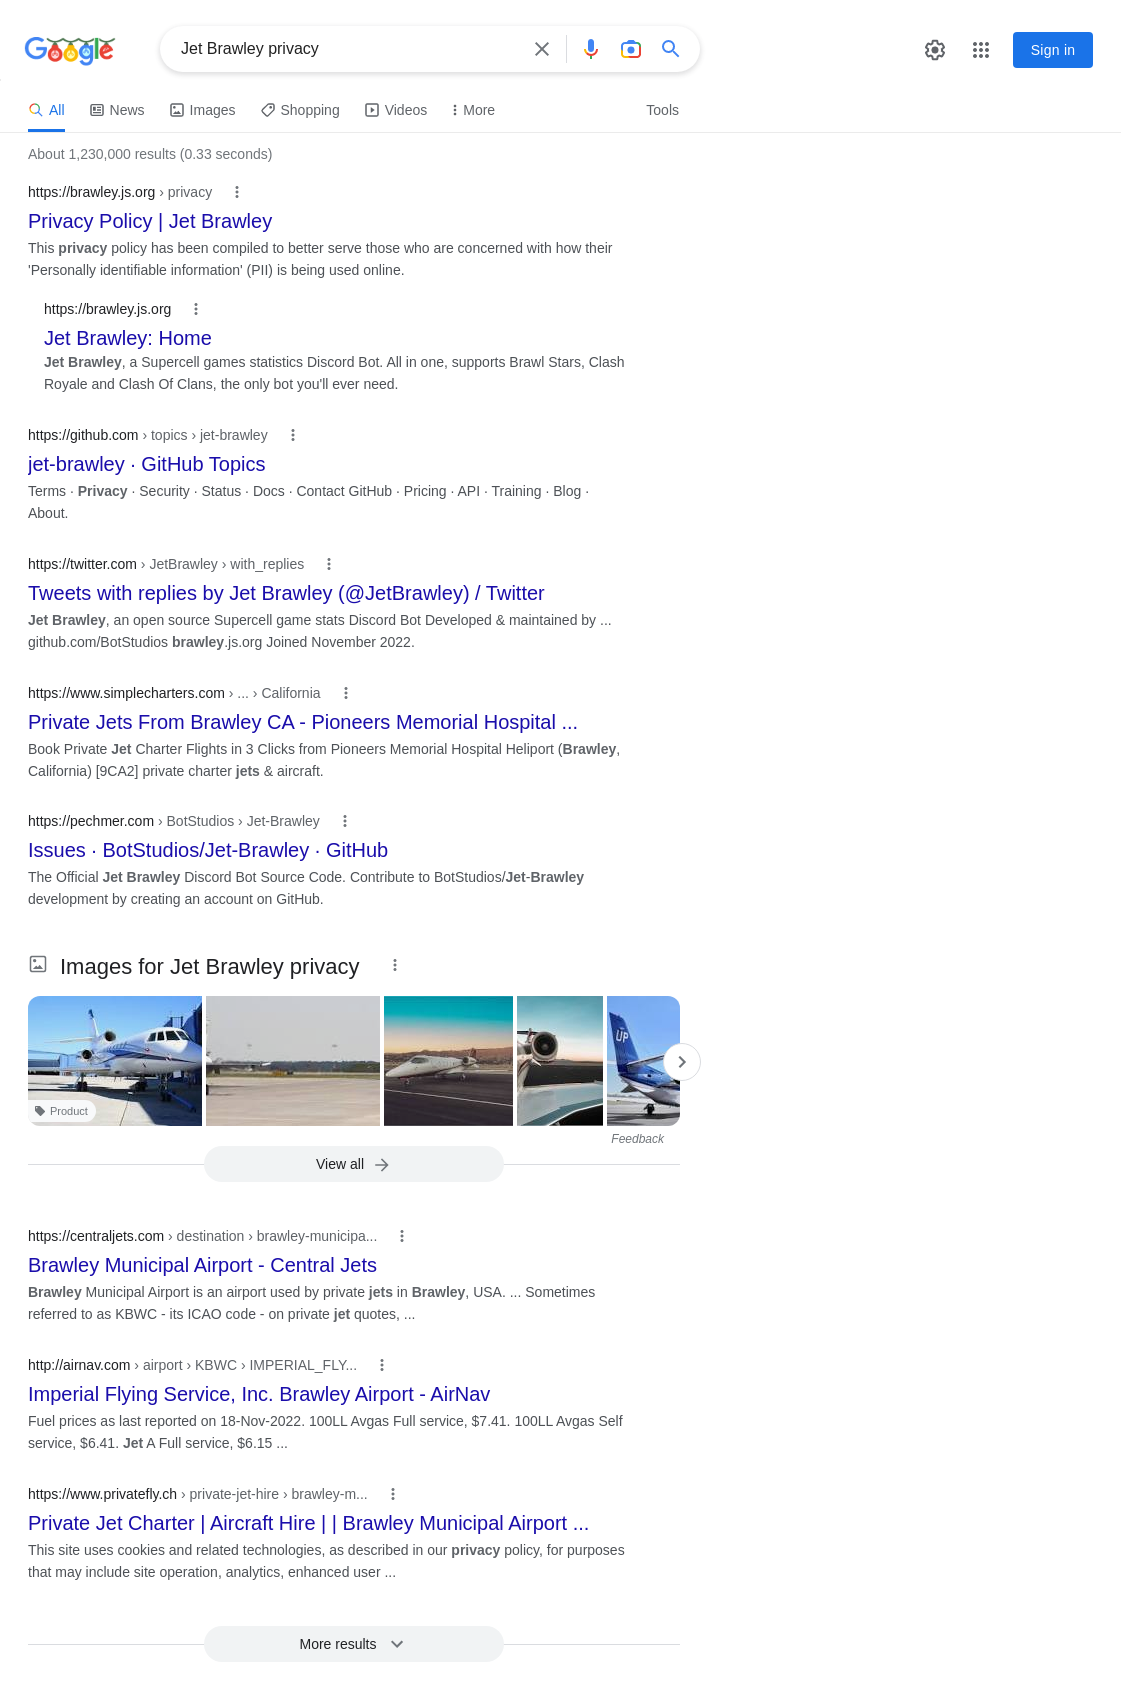 Google
Jet Brawley privacy
Sign in
All News Images Shopping Videos More Tools
About 1,230,000 results (0.33 seconds)
https://brawley.js.org › privacy
Privacy Policy | Jet Brawley
This privacy policy has been compiled to better serve those who are concerned with how their
'Personally identifiable information' (PII) is being used online.
https://brawley.js.org
Jet Brawley: Home
Jet Brawley, a Supercell games statistics Discord Bot. All in one, supports Brawl Stars, Clash
Royale and Clash Of Clans, the only bot you'll ever need.
https://github.com › topics › jet-brawley
jet-brawley · GitHub Topics
Terms · Privacy · Security · Status · Docs · Contact GitHub · Pricing · API · Training · Blog ·
About.
https://twitter.com › JetBrawley › with_replies
Tweets with replies by Jet Brawley (@JetBrawley) / Twitter
Jet Brawley, an open source Supercell game stats Discord Bot Developed & maintained by ...
github.com/BotStudios brawley.js.org Joined November 2022.
https://www.simplecharters.com › ... › California
Private Jets From Brawley CA - Pioneers Memorial Hospital ...
Book Private Jet Charter Flights in 3 Clicks from Pioneers Memorial Hospital Heliport (Brawley,
California) [9CA2] private charter jets & aircraft.
https://pechmer.com › BotStudios › Jet-Brawley
Issues · BotStudios/Jet-Brawley · GitHub
The Official Jet Brawley Discord Bot Source Code. Contribute to BotStudios/Jet-Brawley
development by creating an account on GitHub.
Images for Jet Brawley privacy
UP
Product
Feedback
View all
https://centraljets.com › destination › brawley-municipa...
Brawley Municipal Airport - Central Jets
Brawley Municipal Airport is an airport used by private jets in Brawley, USA. ... Sometimes
referred to as KBWC - its ICAO code - on private jet quotes, ...
http://airnav.com › airport › KBWC › IMPERIAL_FLY...
Imperial Flying Service, Inc. Brawley Airport - AirNav
Fuel prices as last reported on 18-Nov-2022. 100LL Avgas Full service, $7.41. 100LL Avgas Self
service, $6.41. Jet A Full service, $6.15 ...
https://www.privatefly.ch › private-jet-hire › brawley-m...
Private Jet Charter | Aircraft Hire | | Brawley Municipal Airport ...
This site uses cookies and related technologies, as described in our privacy policy, for purposes
that may include site operation, analytics, enhanced user ...
More results